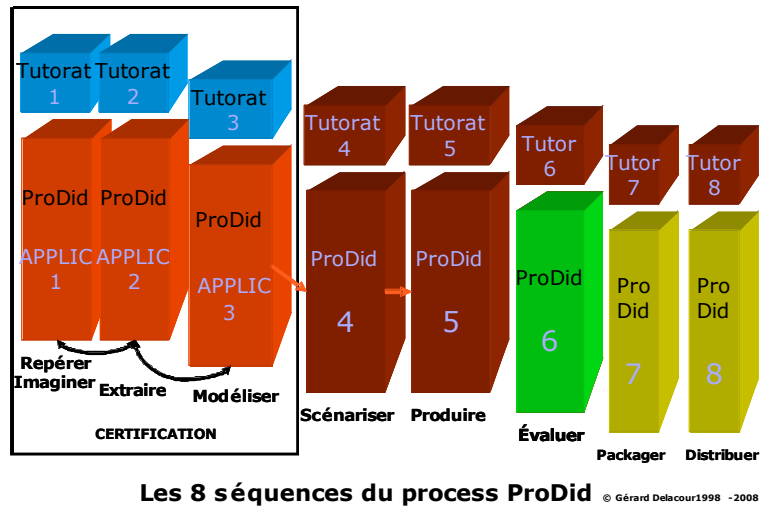 Tutorat
1
Tutorat
2
Tutorat
3
Tutorat
4
Tutorat
5
Tutor
6
Tutor
7
Tutor
8
ProDid
APPLIC
1
ProDid
APPLIC
2
ProDid
APPLIC
3
ProDid
4
ProDid
5
ProDid
6
Pro
Did
7
Pro
Did
8
Repérer
Imaginer
Extraire
Modéliser
Scénariser
Produire
Évaluer
Packager
Distribuer
CERTIFICATION
Les 8 séquences du process ProDid © Gérard Delacour1998 -2008